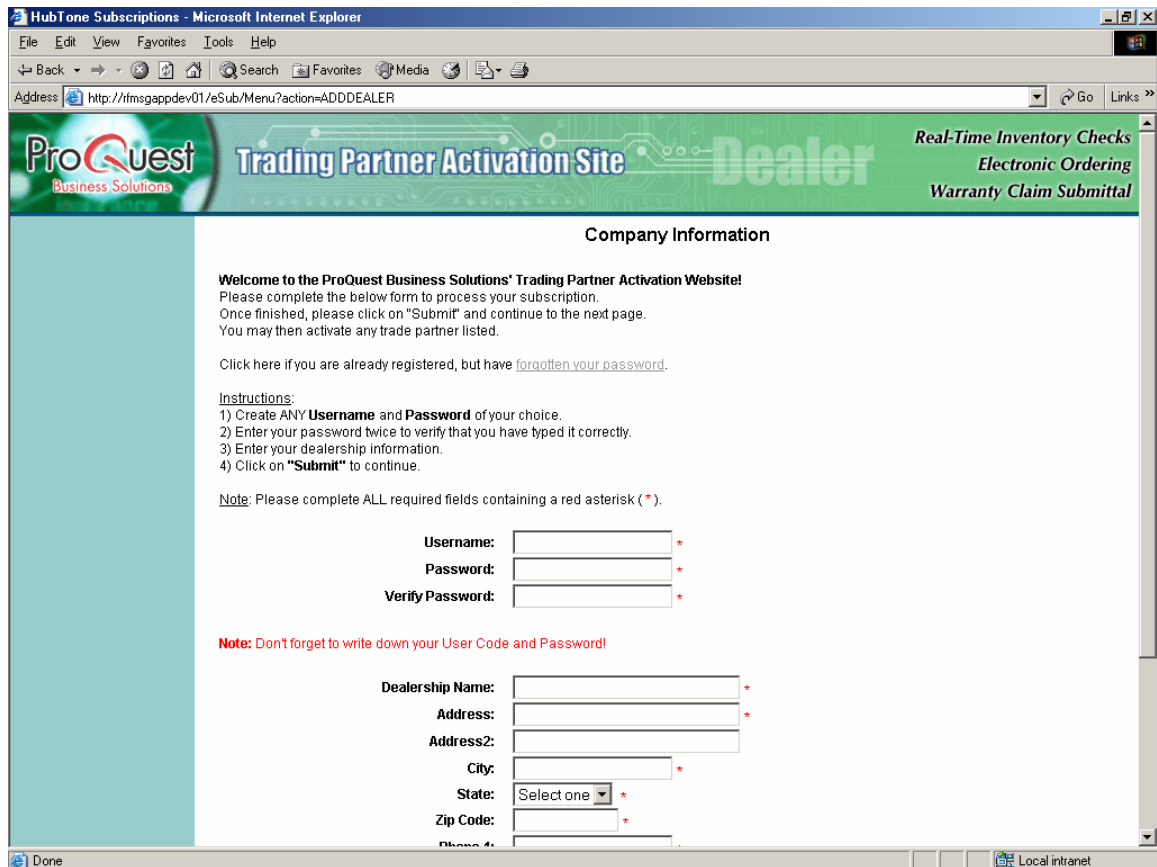 HubTone Subscriptions - Microsoft Internet Explorer
File Edit View Favorites Tools Help
Back Search Favorites Media
Address http://rfmsgappdev01/eSub/Menu?action=ADDDEALER Go Links »
ProQuest
Business Solutions
Trading Partner Activation Site
Dealer
Real-Time Inventory Checks
Electronic Ordering
Warranty Claim Submittal
Company Information
Welcome to the ProQuest Business Solutions' Trading Partner Activation Website!
Please complete the below form to process your subscription.
Once finished, please click on "Submit" and continue to the next page.
You may then activate any trade partner listed.
Click here if you are already registered, but have forgotten your password.
Instructions:
1) Create ANY Username and Password of your choice.
2) Enter your password twice to verify that you have typed it correctly.
3) Enter your dealership information.
4) Click on "Submit" to continue.
Note: Please complete ALL required fields containing a red asterisk ( * ).
Username: *
Password: *
Verify Password: *
Note: Don't forget to write down your User Code and Password!
Dealership Name: *
Address: *
Address2:
City: *
State: Select one *
Zip Code: *
Done Local intranet